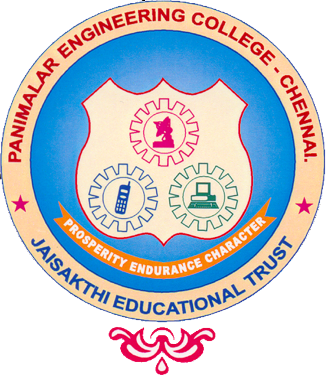 PANIMALAR ENGINEERING COLLEGE - CHENNAI.
PROSPERITY ENDURANCE CHARACTER
JAISAKTHI EDUCATIONAL TRUST